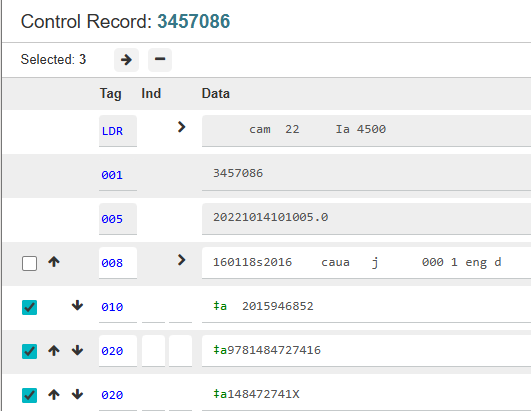 Control Record: 3457086
Selected: 3
Tag Ind Data
LDR      cam  22     Ia 4500
001 3457086
005 20221014101005.0
008 160118s2016    caua   j      000 1 eng d
010 ‡a  2015946852
020 ‡a9781484727416
020 ‡a148472741X